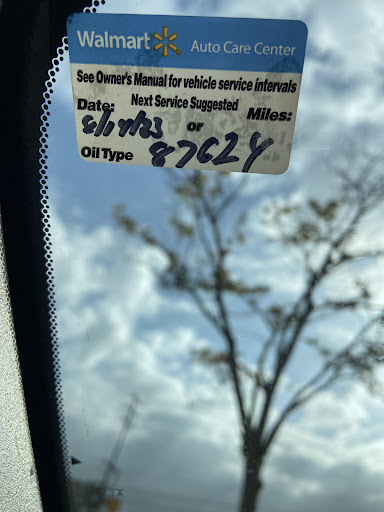 Walmart Auto Care Center
See Owner's Manual for vehicle service intervals
Date: Next Service Suggested Miles:
or
Oil Type 87624